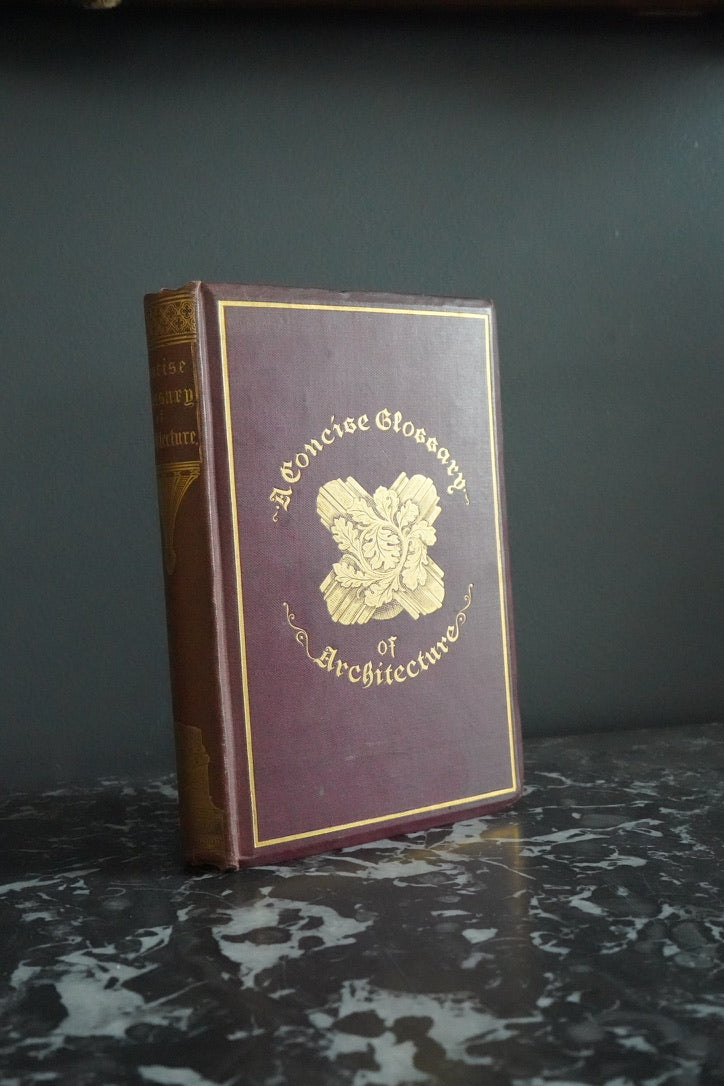 A Concise Glossary
of
Architecture